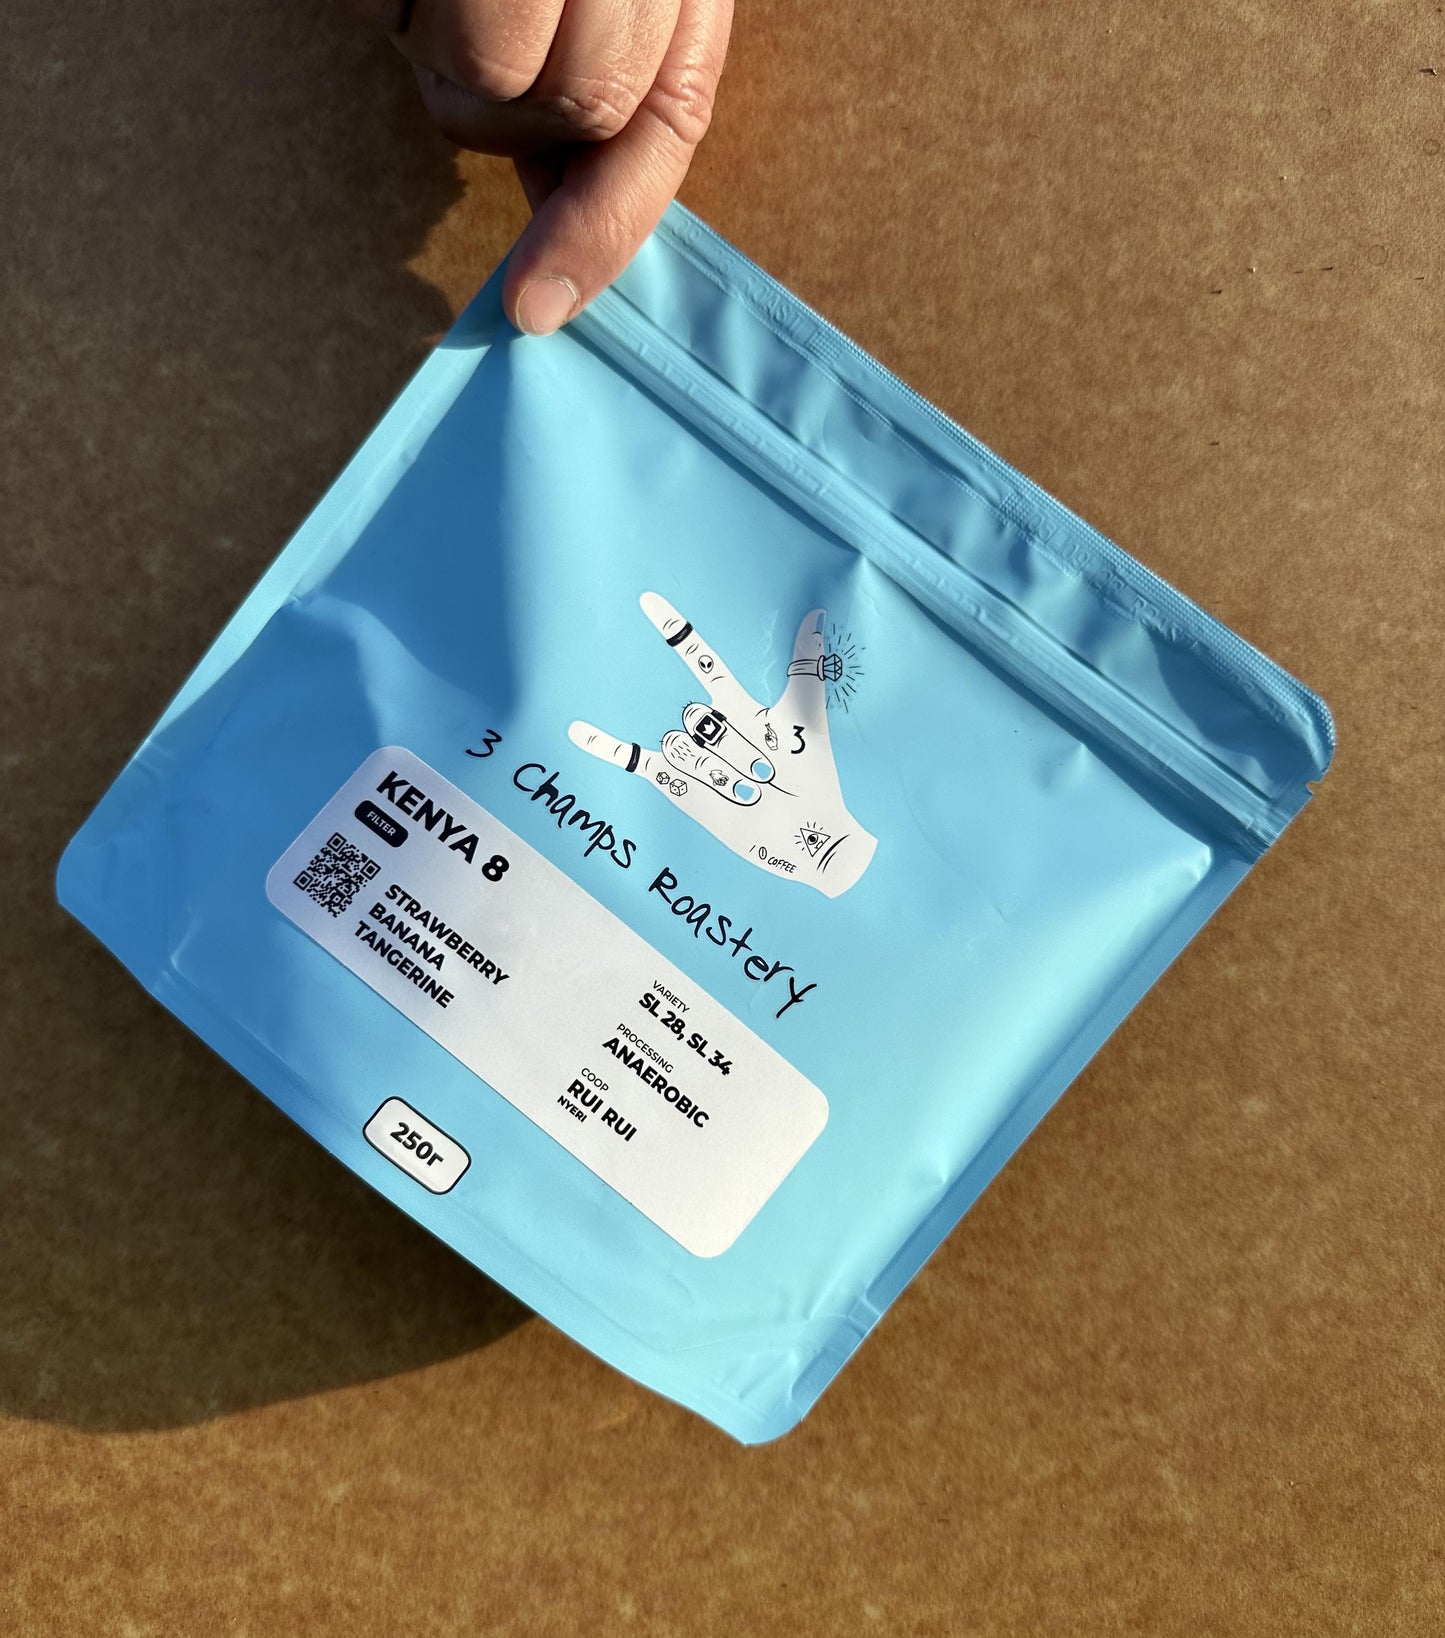 3
I COFFEE
3 Champs Roastery
KENYA 8
FILTER
STRAWBERRY
BANANA
TANGERINE
VARIETY
SL 28, SL 34
PROCESSING
ANAEROBIC
COOP
RUI RUI
NYERI
250г